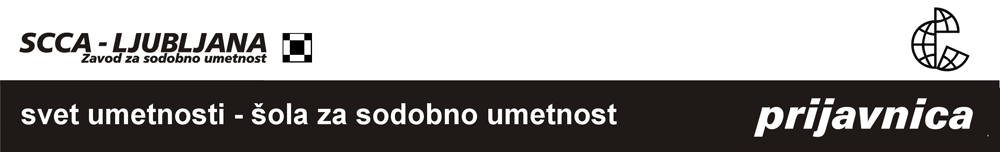 SCCA - LJUBLJANA
Zavod za sodobno umetnost
svet umetnosti - šola za sodobno umetnost
prijavnica